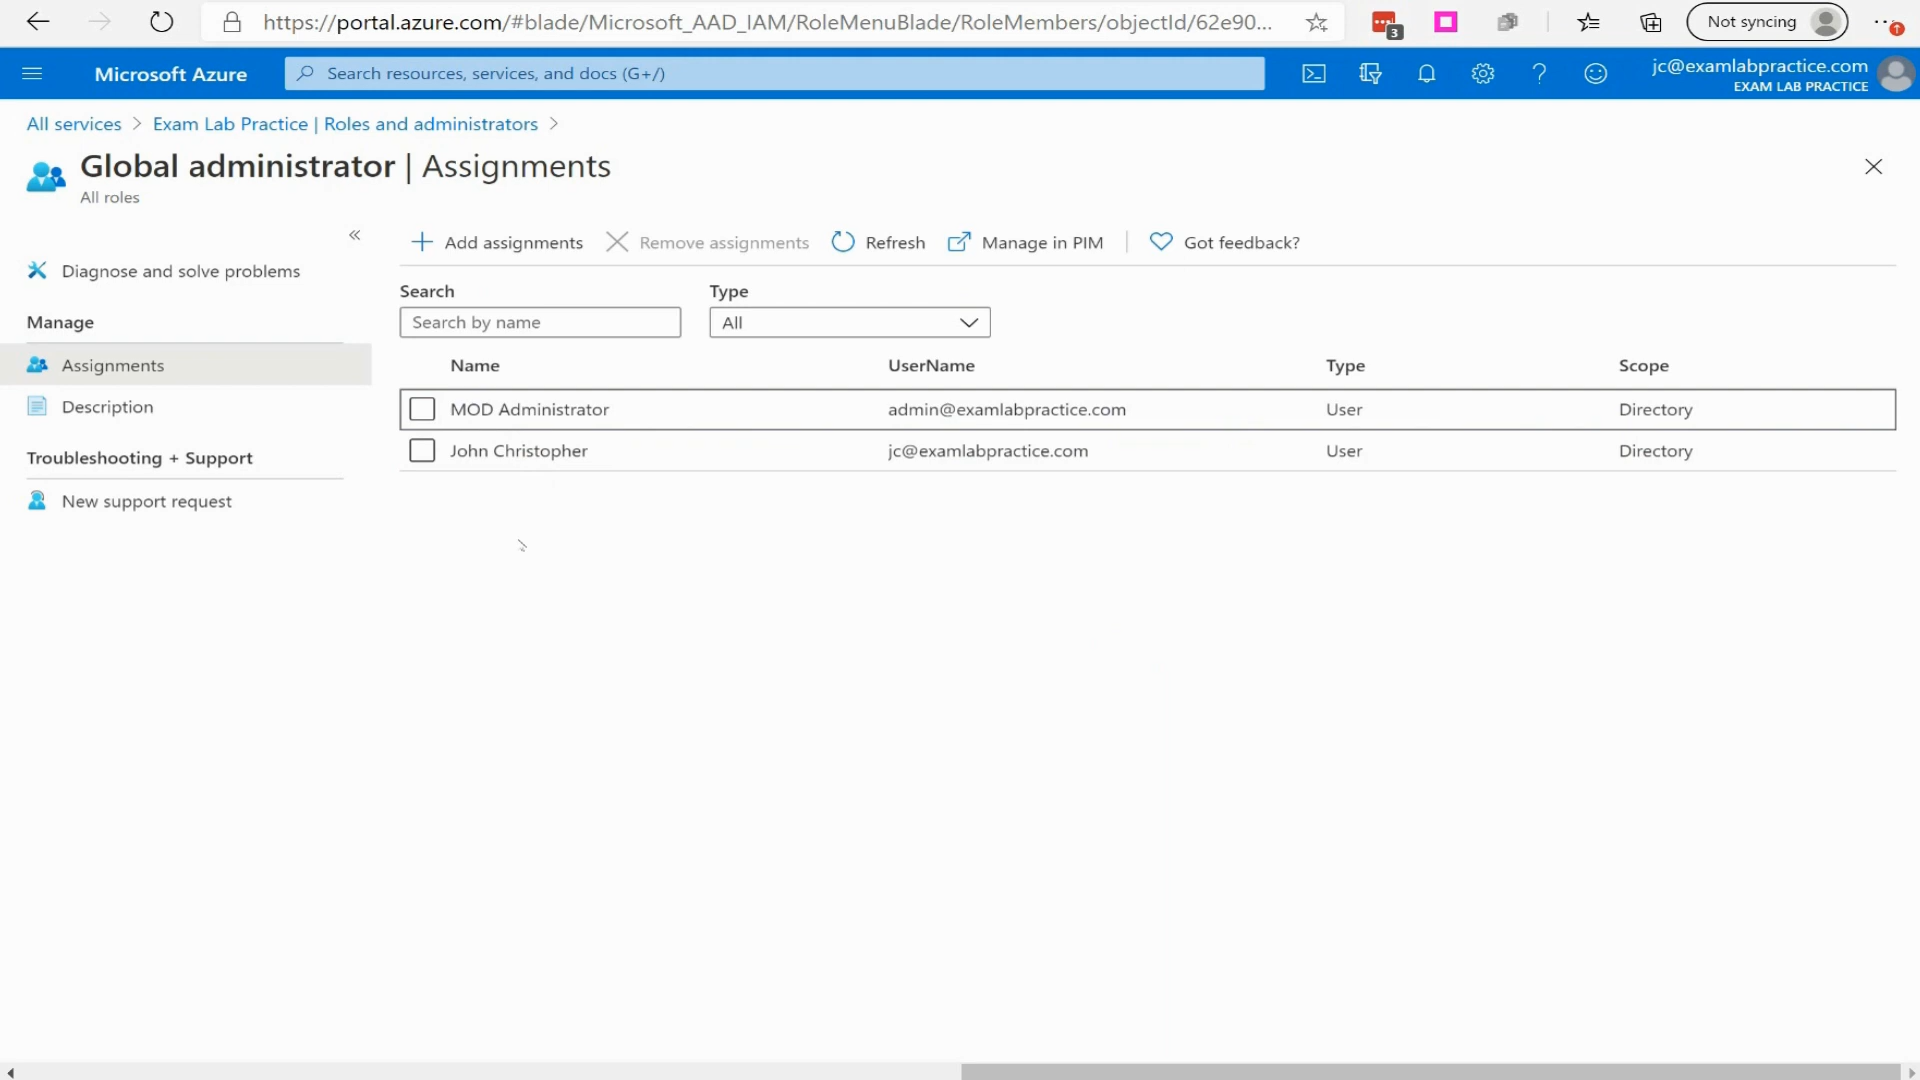 https://portal.azure.com/#blade/Microsoft_AAD_IAM/RoleMenuBlade/RoleMembers/objectId/62e90...
3
Not syncing
Microsoft Azure
Search resources, services, and docs (G+/)
jc@examlabpractice.com
EXAM LAB PRACTICE
All services > Exam Lab Practice | Roles and administrators >
Global administrator | Assignments
All roles
«
Add assignments
Remove assignments
Refresh
Manage in PIM
Got feedback?
Diagnose and solve problems
Manage
Assignments
Description
Troubleshooting + Support
New support request
Search
Type
Search by name
All
Name UserName Type Scope
MOD Administrator admin@examlabpractice.com User Directory
John Christopher jc@examlabpractice.com User Directory